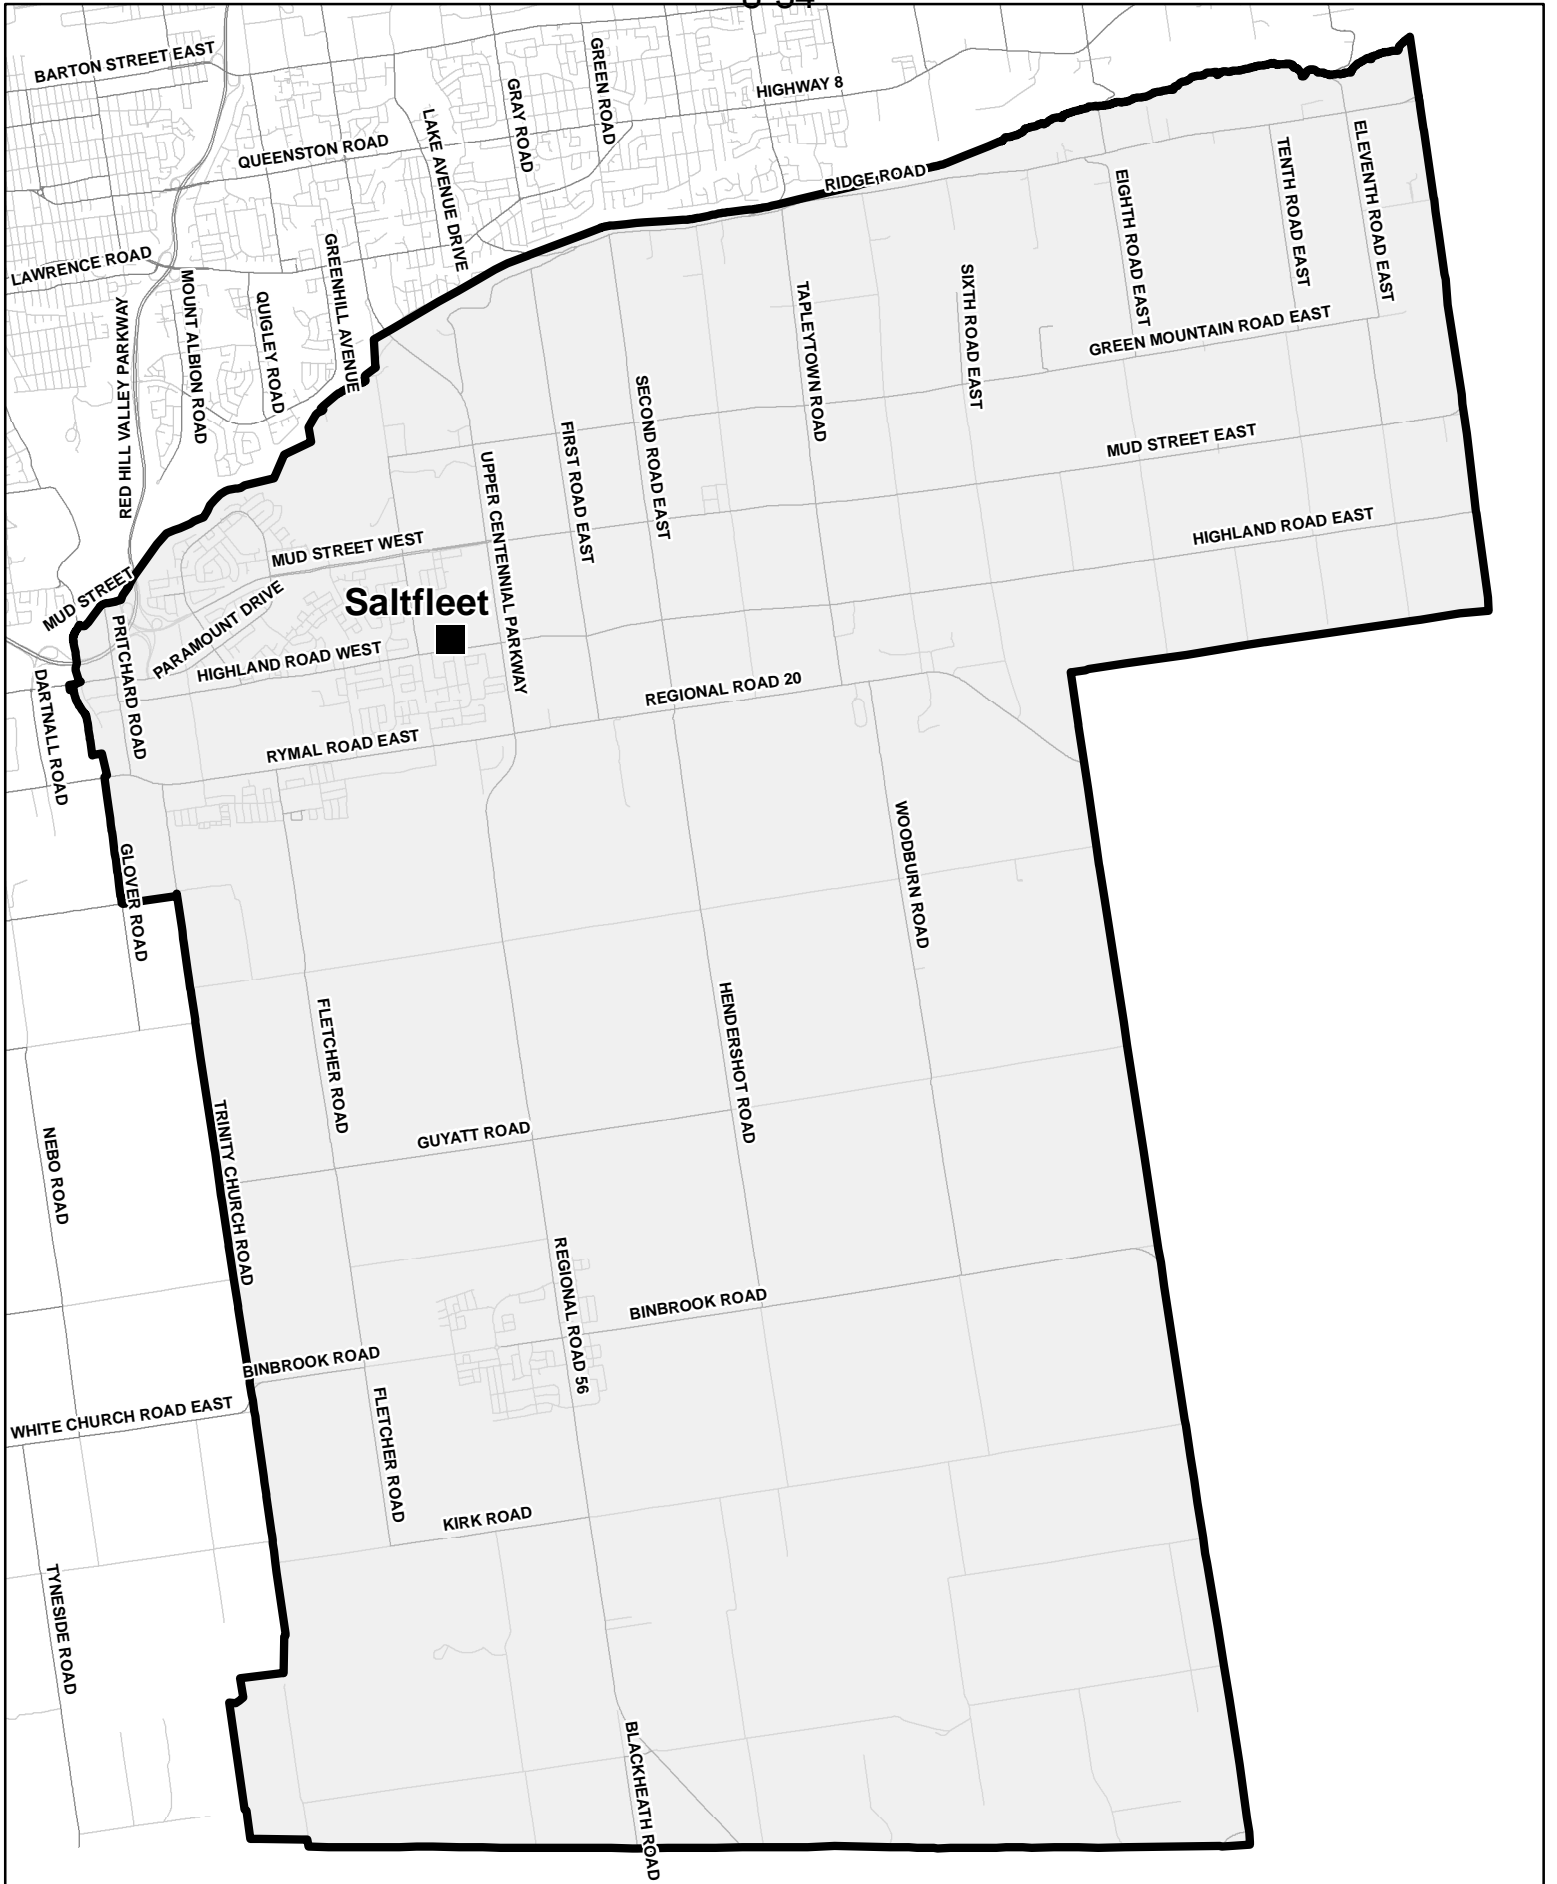 BARTON STREET EAST
GREEN ROAD
GRAY ROAD
HIGHWAY 8
LAKE AVENUE DRIVE
QUEENSTON ROAD
ELEVENTH ROAD EAST
TENTH ROAD EAST
RIDGE ROAD
EIGHTH ROAD EAST
LAWRENCE ROAD
GREENHILL AVENUE
MOUNT ALBION ROAD
QUIGLEY ROAD
RED HILL VALLEY PARKWAY
SIXTH ROAD EAST
TAPLEYTOWN ROAD
GREEN MOUNTAIN ROAD EAST
SECOND ROAD EAST
FIRST ROAD EAST
MUD STREET EAST
UPPER CENTENNIAL PARKWAY
HIGHLAND ROAD EAST
MUD STREET WEST
MUD STREET
PARAMOUNT DRIVE
Saltfleet
PRITCHARD ROAD
HIGHLAND ROAD WEST
DARTNALL ROAD
REGIONAL ROAD 20
RYMAL ROAD EAST
WOODBURN ROAD
GLOVER ROAD
HENDERSHOT ROAD
FLETCHER ROAD
TRINITY CHURCH ROAD
GUYATT ROAD
NEBO ROAD
REGIONAL ROAD 56
BINBROOK ROAD
BINBROOK ROAD
WHITE CHURCH ROAD EAST
FLETCHER ROAD
KIRK ROAD
TYNESIDE ROAD
BLACKHEATH ROAD